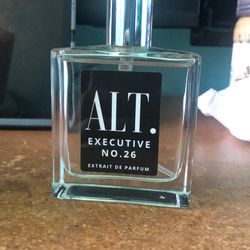 ALT.
EXECUTIVE
NO.26
EXTRAIT DE PARFUM